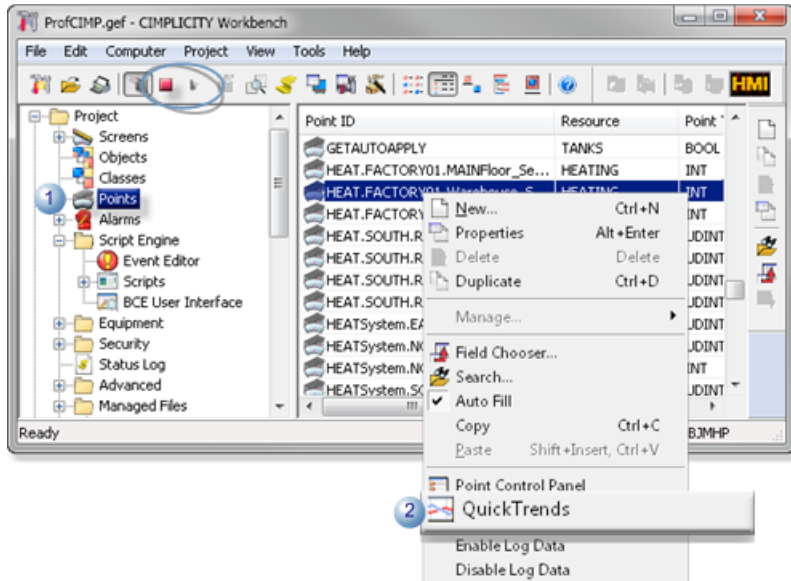 ProfCIMP.gef - CIMPLICITY Workbench
File Edit Computer Project View Tools Help
HMI
Project
Screens
Objects
Classes
1 Points
Alarms
Script Engine
Event Editor
Scripts
BCE User Interface
Equipment
Security
Status Log
Advanced
Managed Files
Point ID Resource Point
GETAUTOAPPLY TANKS BOOL
HEAT.FACTORY01.MAINFloor_Se... HEATING INT
HEAT.FACTORY01.Warehouse_S... HEATING INT
HEAT.FACTORY INT
HEAT.SOUTH.R UDINT
HEAT.SOUTH.R UDINT
HEAT.SOUTH.R UDINT
HEAT.SOUTH.R UDINT
HEATSystem.EA UDINT
HEATSystem.NO UDINT
HEATSystem.NO INT
HEATSystem.SO UDINT
Ready BJMHP
New... Ctrl+N
Properties Alt+Enter
Delete Delete
Duplicate Ctrl+D
Manage...
Field Chooser...
Search...
Auto Fill
Copy Ctrl+C
Paste Shift+Insert, Ctrl+V
Point Control Panel
2 QuickTrends
Enable Log Data
Disable Log Data